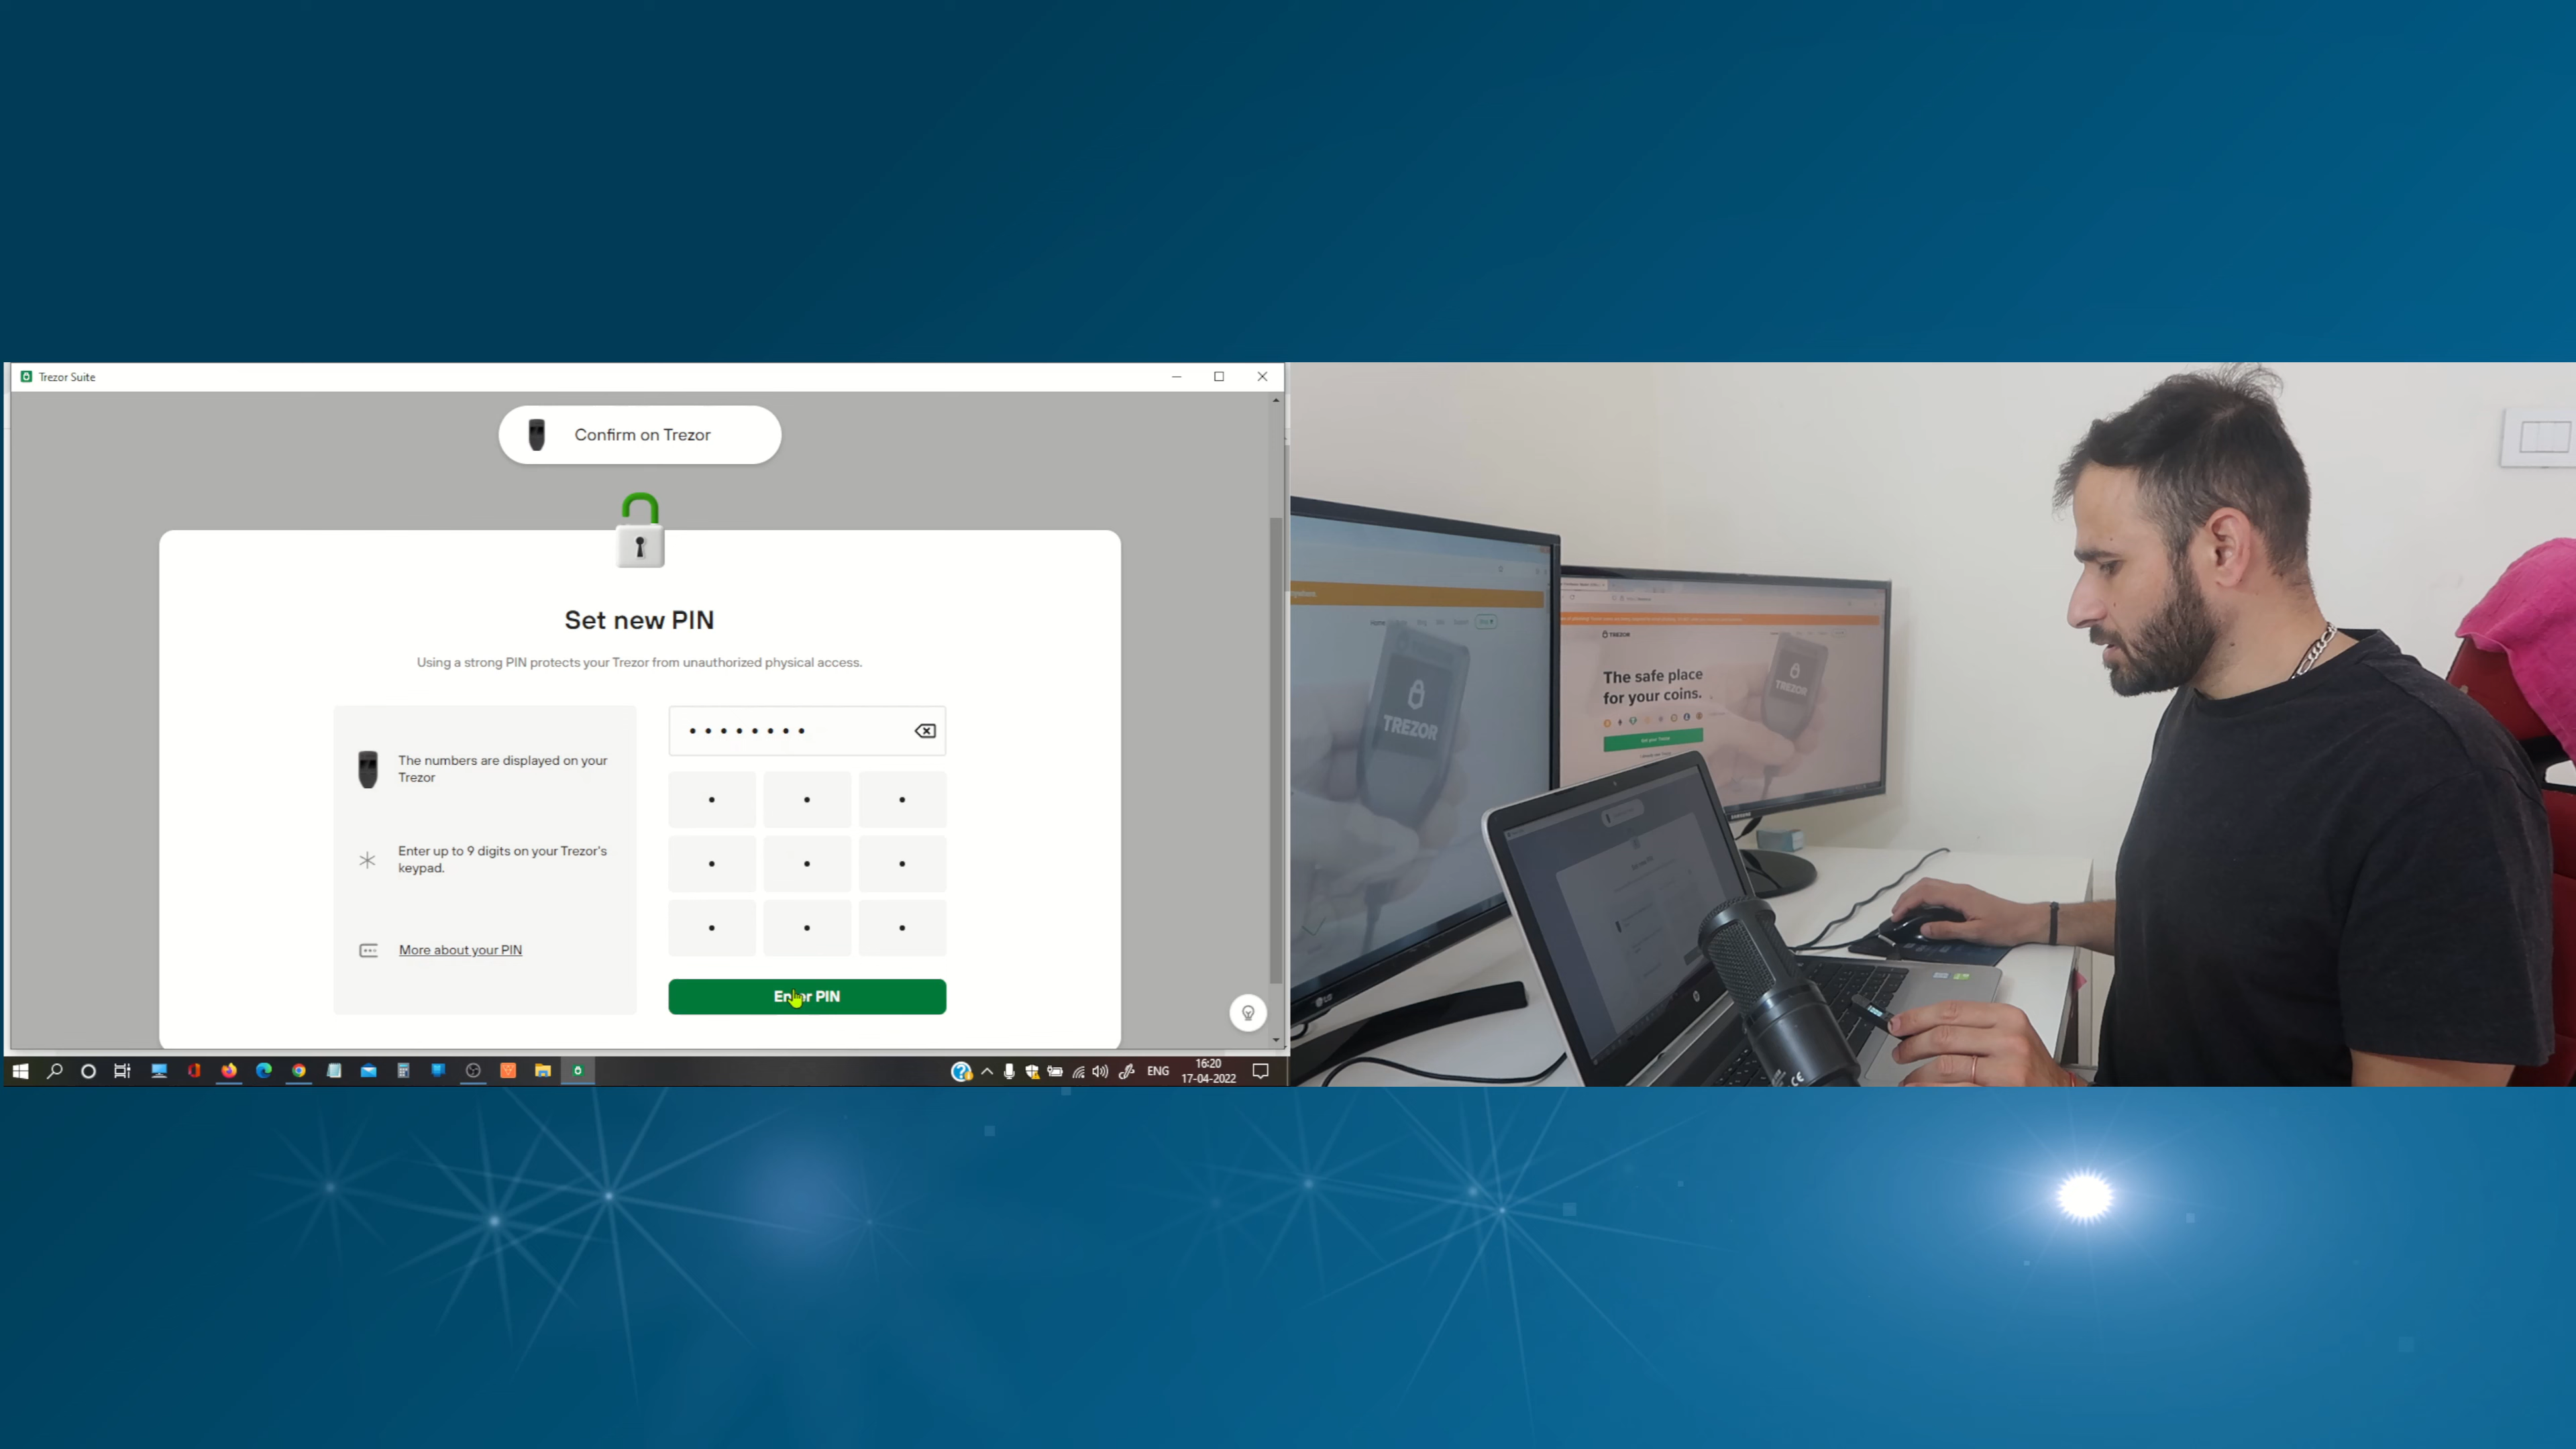 Trezor Suite
Confirm on Trezor
Set new PIN
Using a strong PIN protects your Trezor from unauthorized physical access.
The numbers are displayed on your
Trezor
Enter up to 9 digits on your Trezor's
keypad.
More about your PIN
Enter PIN
ENG
16:20
17-04-2022
TREZOR
TREZOR
The safe place
for your coins.
TREZOR